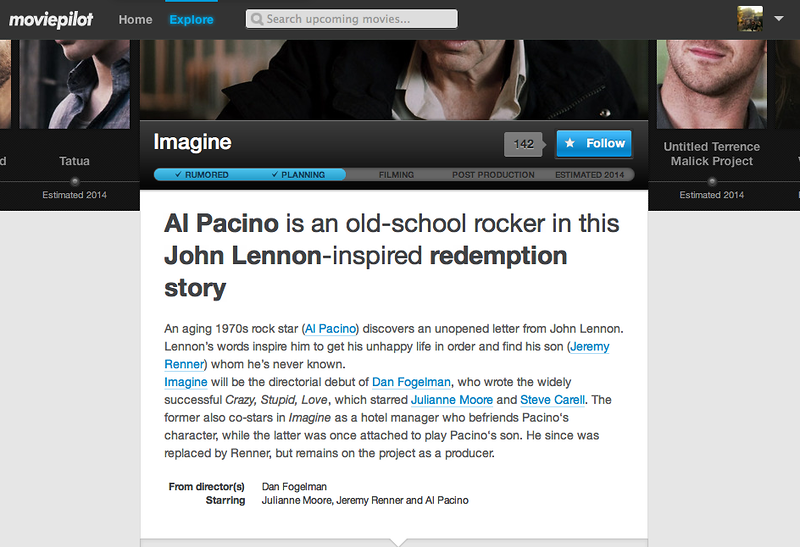 moviepilot
Home
Explore
Search upcoming movies...
d
Tatua
Estimated 2014
Imagine
142
Follow
✓ RUMORED
✓ PLANNING
FILMING
POST PRODUCTION
ESTIMATED 2014
Untitled Terrence
Malick Project
Estimated 2014
Al Pacino is an old-school rocker in this
John Lennon-inspired redemption
story
An aging 1970s rock star (Al Pacino) discovers an unopened letter from John Lennon.
Lennon's words inspire him to get his unhappy life in order and find his son (Jeremy
Renner) whom he's never known.
Imagine will be the directorial debut of Dan Fogelman, who wrote the widely
successful Crazy, Stupid, Love, which starred Julianne Moore and Steve Carell. The
former also co-stars in Imagine as a hotel manager who befriends Pacino's
character, while the latter was once attached to play Pacino's son. He since was
replaced by Renner, but remains on the project as a producer.
From director(s) Dan Fogelman
Starring Julianne Moore, Jeremy Renner and Al Pacino